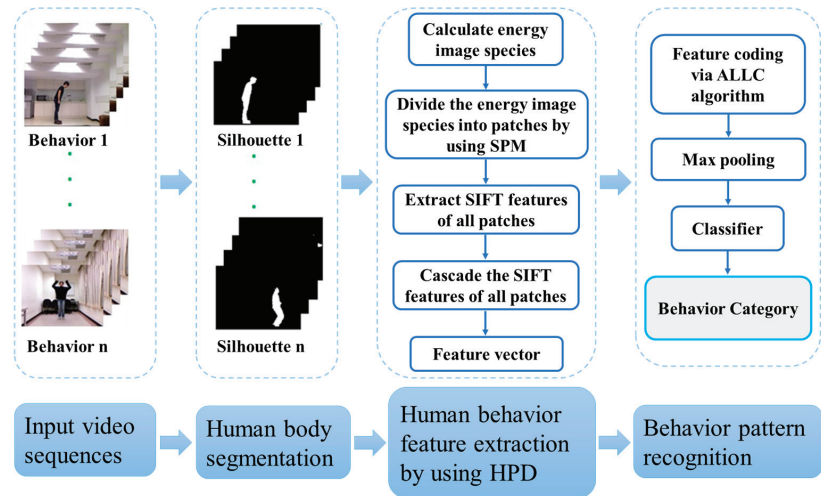 Behavior 1
Behavior n
Silhouette 1
Silhouette n
Calculate energy
image species
Divide the energy image
species into patches by
using SPM
Extract SIFT features
of all patches
Cascade the SIFT
features of all patches
Feature vector
Feature coding
via ALLC
algorithm
Max pooling
Classifier
Behavior Category
Input video
sequences
Human body
segmentation
Human behavior
feature extraction
by using HPD
Behavior pattern
recognition